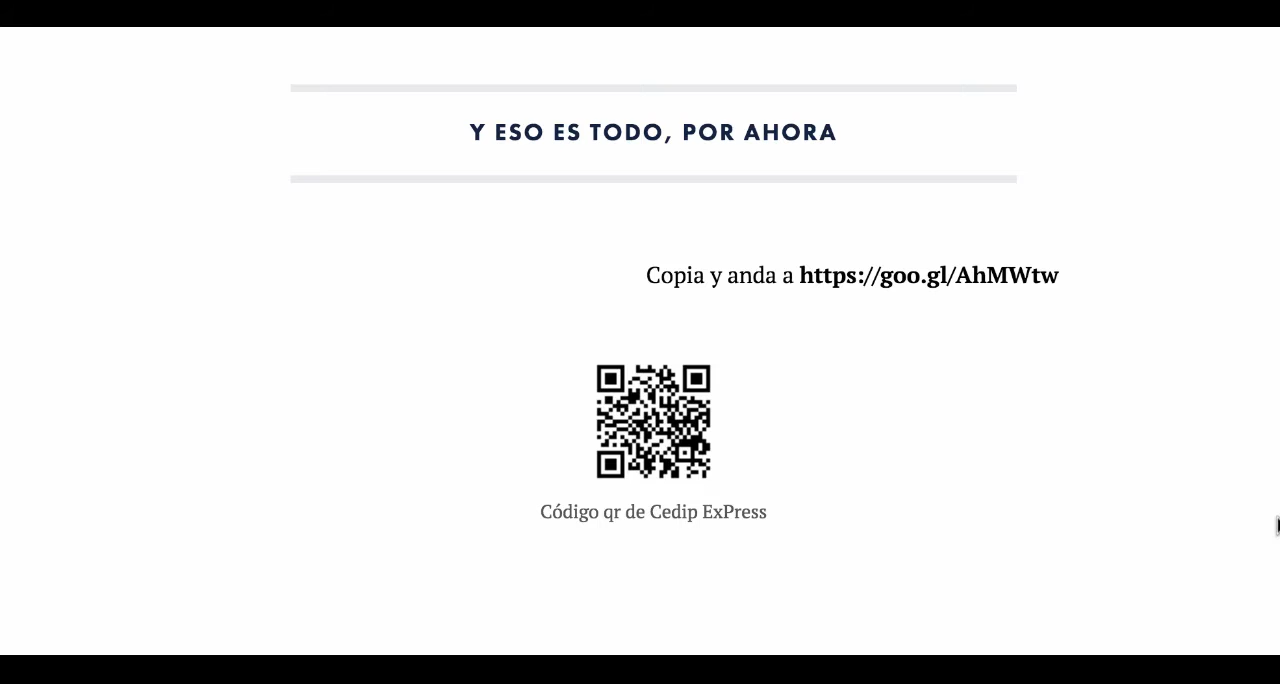 Y ESO ES TODO, POR AHORA
Copia y anda a https://goo.gl/AhMWtw
Código qr de Cedip ExPress